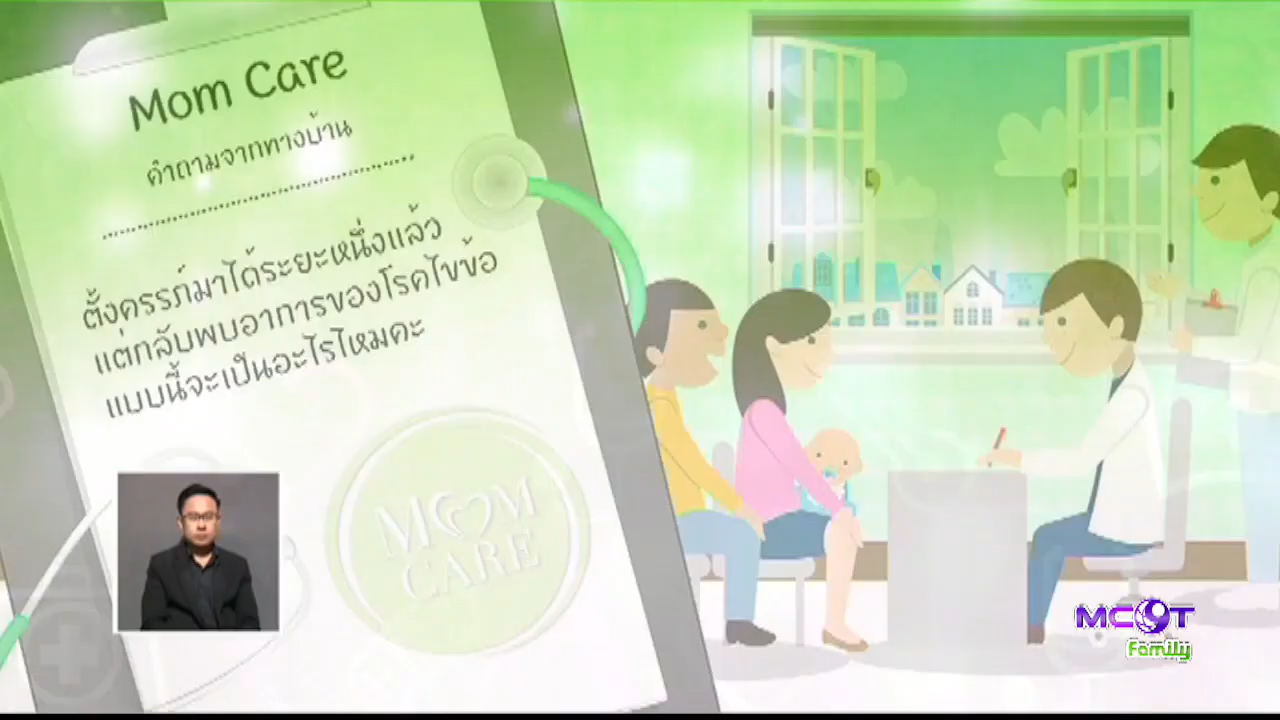 Mom Care
คำถามจากทางบ้าน
ตั้งครรภ์มาได้ระยะหนึ่งแล้ว
แต่กลับพบอาการของโรคไขข้อ
แบบนี้จะเป็นอะไรไหมคะ
MOM
CARE
MCOT
Family